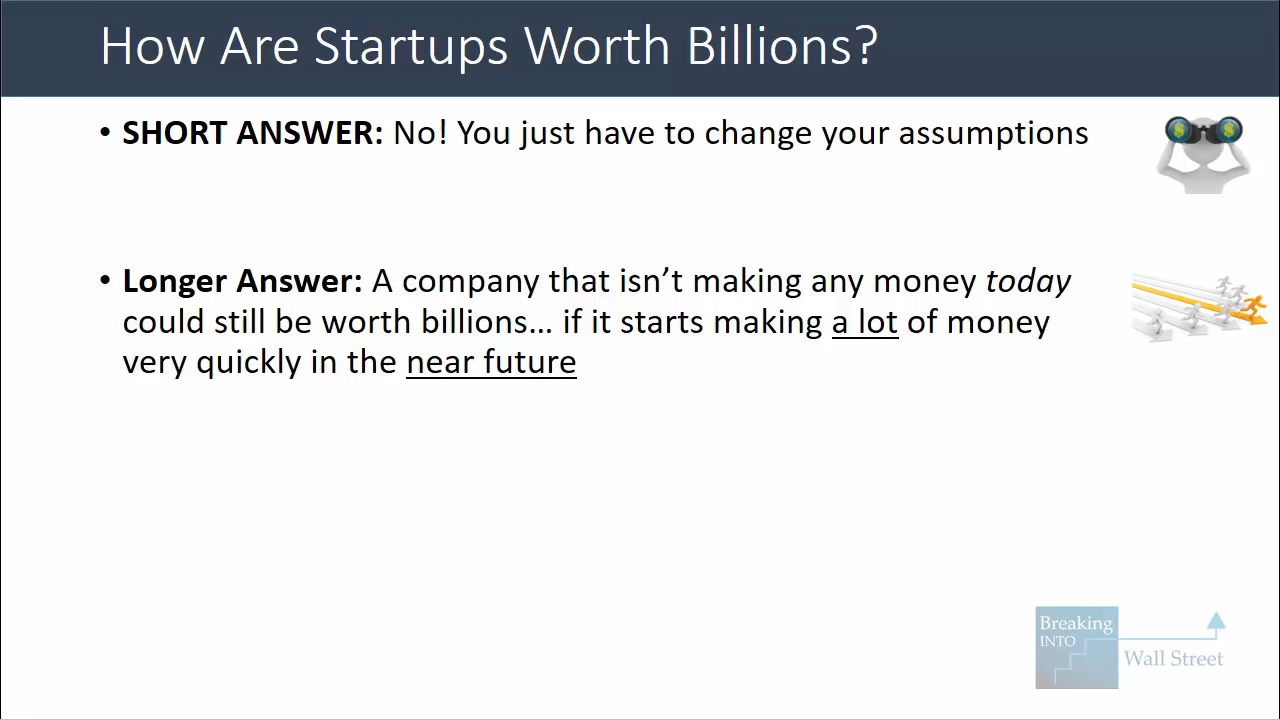 How Are Startups Worth Billions?
• SHORT ANSWER: No! You just have to change your assumptions
• Longer Answer: A company that isn’t making any money today
could still be worth billions… if it starts making a lot of money
very quickly in the near future
Breaking
INTO
Wall Street